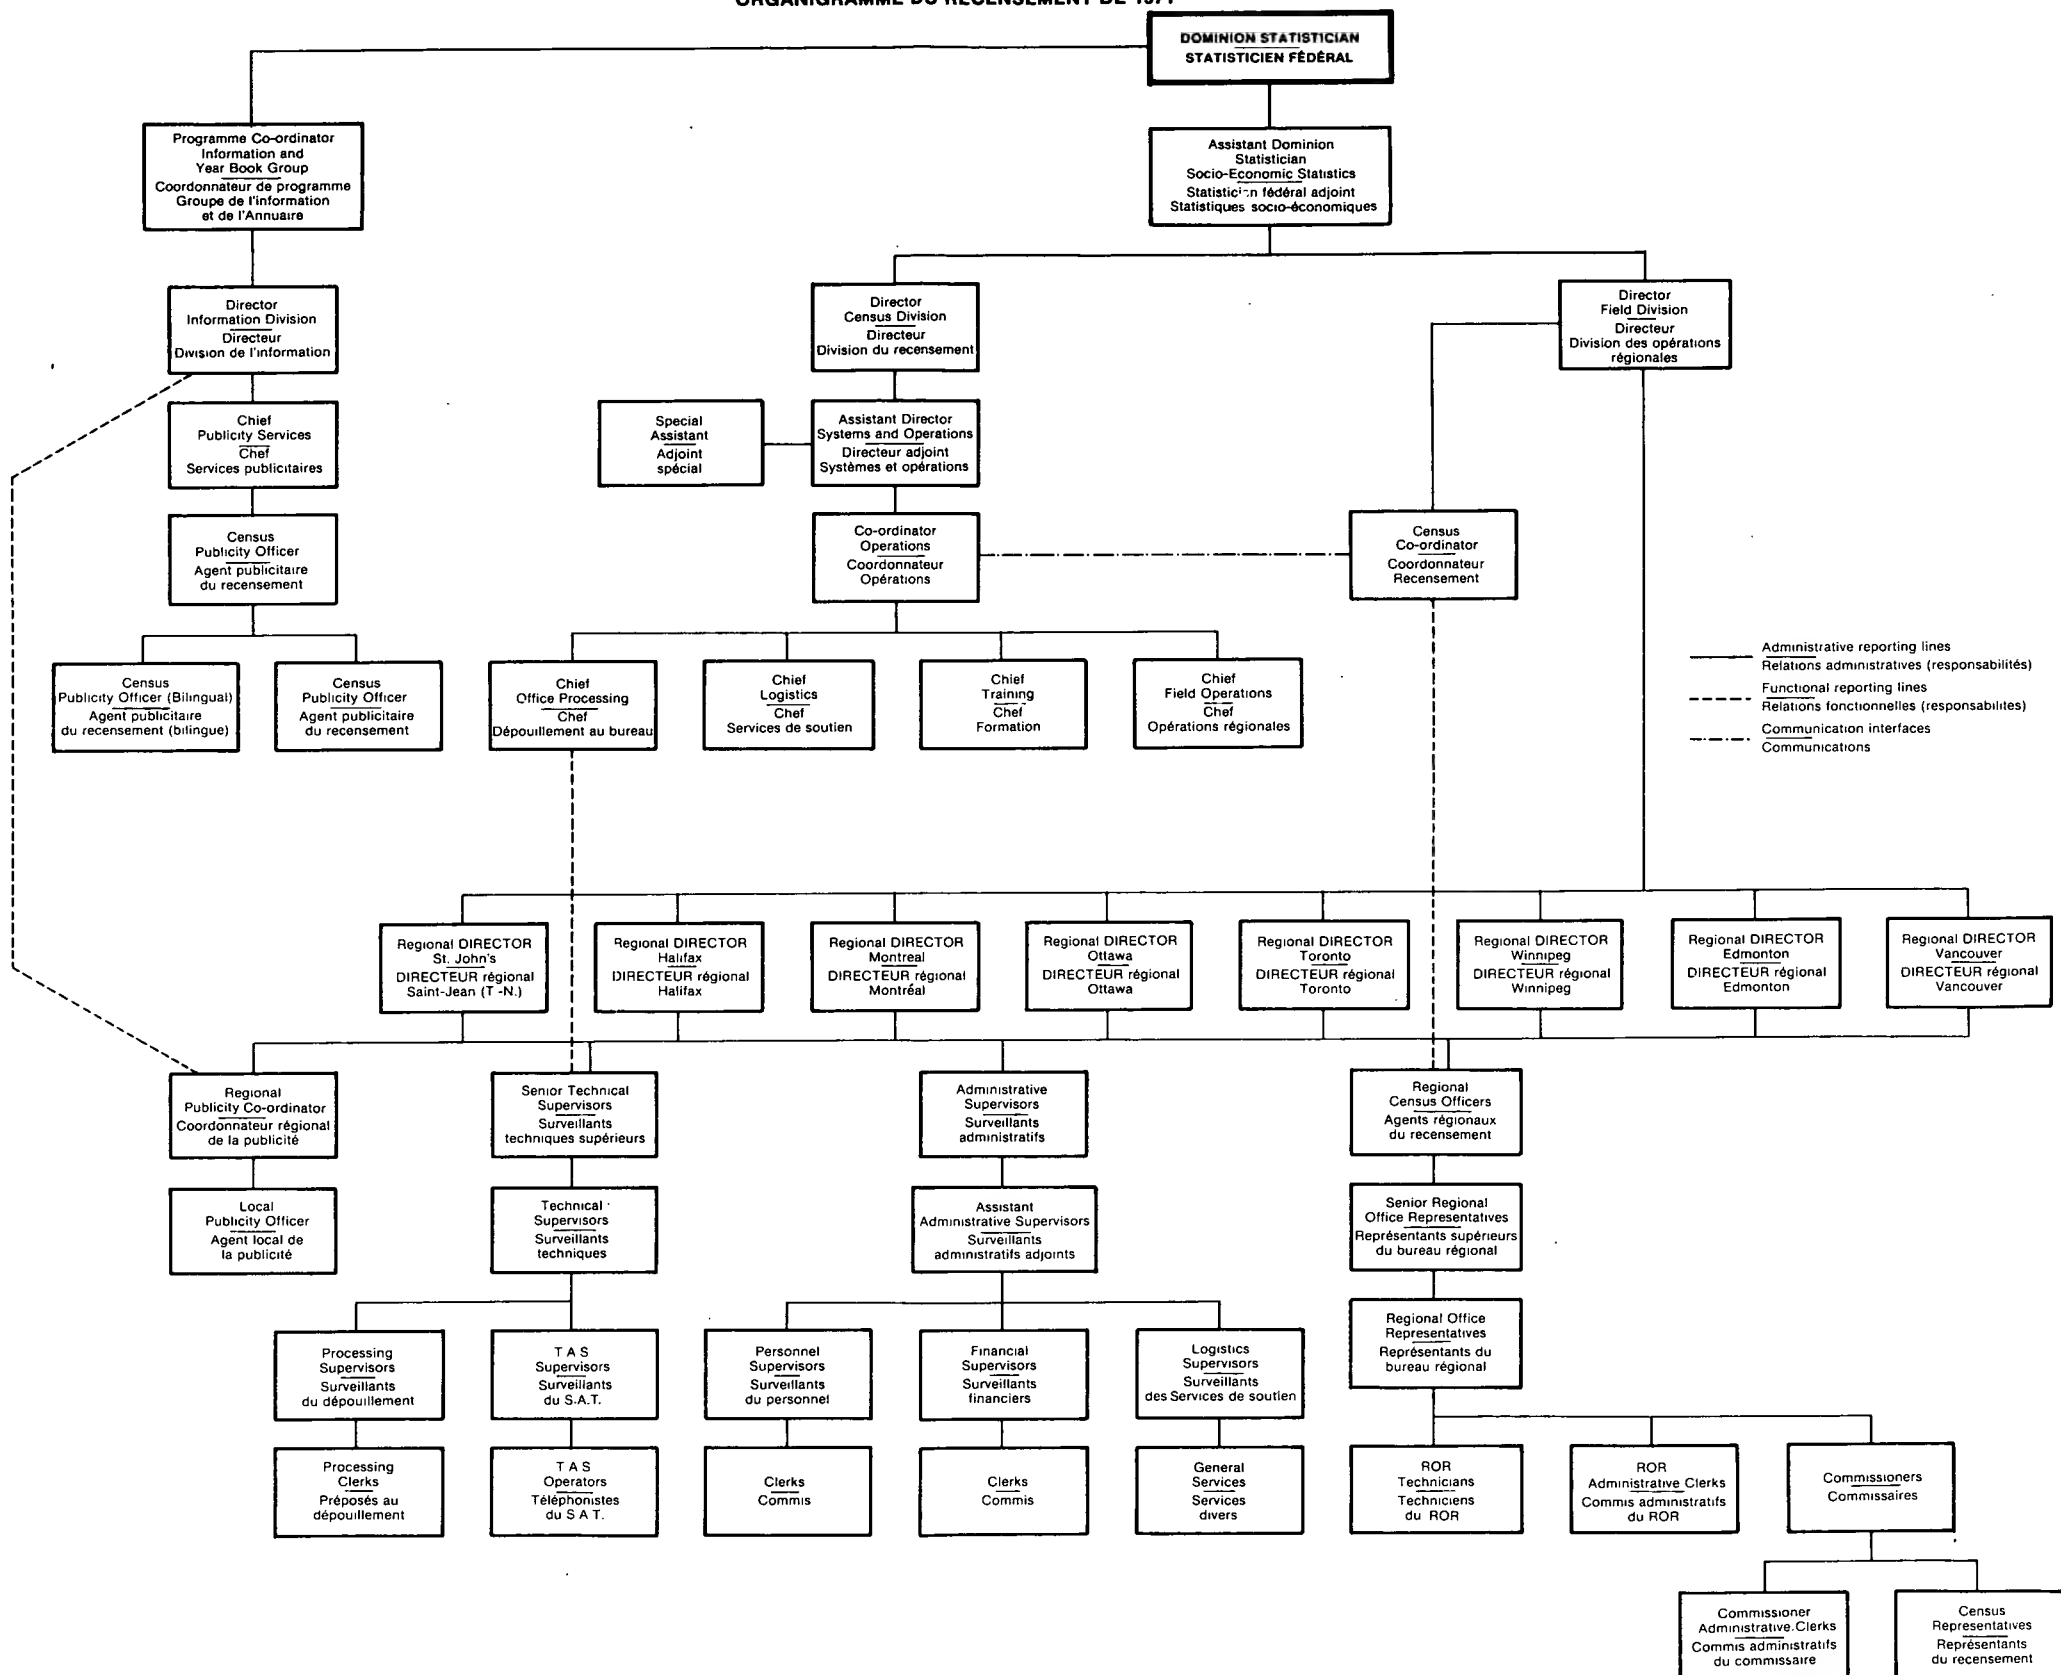 ORGANIGRAMME DU RECENSEMENT DE 1971
DOMINION STATISTICIAN
STATISTICIEN FÉDÉRAL
Programme Co-ordinator
Information and
Year Book Group
Coordonnateur de programme
Groupe de l'information
et de l'Annuaire
Assistant Dominion
Statistician
Socio-Economic Statistics
fédéral adjoint
Statistiques socio-économiques
Director
Information Division
Directeur
Division de l'information
Director
Census Division
Directeur
Division du recensement
Director
Field Division
Directeur
Division des opérations
régionales
Chief
Publicity Services
Chef
Services publicitaires
Special
Assistant
Adjoint
spécial
Assistant Director
Systems and Operations
Directeur adjoint
Systèmes et opérations
Census
Publicity Officer
Agent publicitaire
du recensement
Co-ordinator
Operations
Coordonnateur
Opérations
Census
Co-ordinator
Coordonnateur
Recensement
Census
Publicity Officer (Bilingual)
Agent publicitaire
du recensement (bilingue)
Census
Publicity Officer
Agent publicitaire
du recensement
Chief
Office Processing
Chef
Dépouillement au bureau
Chief
Logistics
Chef
Services de soutien
Chief
Training
Chef
Formation
Chief
Field Operations
Chef
Opérations régionales
Administrative reporting lines
Relations administratives (responsabilités)
Functional reporting lines
Relations fonctionnelles (responsabilités)
Communication interfaces
Communications
Regional DIRECTOR
St. John's
DIRECTEUR régional
Saint-Jean (T -N.)
Regional DIRECTOR
Halifax
DIRECTEUR régional
Halifax
Regional DIRECTOR
Montreal
DIRECTEUR régional
Montréal
Regional DIRECTOR
Ottawa
DIRECTEUR régional
Ottawa
Regional DIRECTOR
Toronto
DIRECTEUR régional
Toronto
Regional DIRECTOR
Winnipeg
DIRECTEUR régional
Winnipeg
Regional DIRECTOR
Edmonton
DIRECTEUR régional
Edmonton
Regional DIRECTOR
Vancouver
DIRECTEUR régional
Vancouver
Regional
Publicity Co-ordinator
Coordonnateur régional
de la publicité
Senior Technical
Supervisors
Surveillants
techniques supérieurs
Administrative
Supervisors
Surveillants
administratifs
Regional
Census Officers
Agents régionaux
du recensement
Local
Publicity Officer
Agent local de
la publicité
Technical
Supervisors
Surveillants
techniques
Assistant
Administrative Supervisors
Surveillants
administratifs adjoints
Senior Regional
Office Representatives
Représentants supérieurs
du bureau régional
Regional Office
Representatives
Représentants du
bureau régional
Processing
Supervisors
Surveillants
du dépouillement
T A S
Supervisors
Surveillants
du S.A.T.
Personnel
Supervisors
Surveillants
du personnel
Financial
Supervisors
Surveillants
financiers
Logistics
Supervisors
Surveillants
des Services de soutien
Processing
Clerks
Préposés au
dépouillement
T A S
Operators
Téléphonistes
du S A T.
Clerks
Commis
Clerks
Commis
General
Services
Services
divers
ROR
Technicians
Techniciens
du ROR
ROR
Administrative Clerks
Commis administratifs
du ROR
Commissioners
Commissaires
Commissioner
Administrative Clerks
Commis administratifs
du commissaire
Census
Representatives
Représentants
du recensement